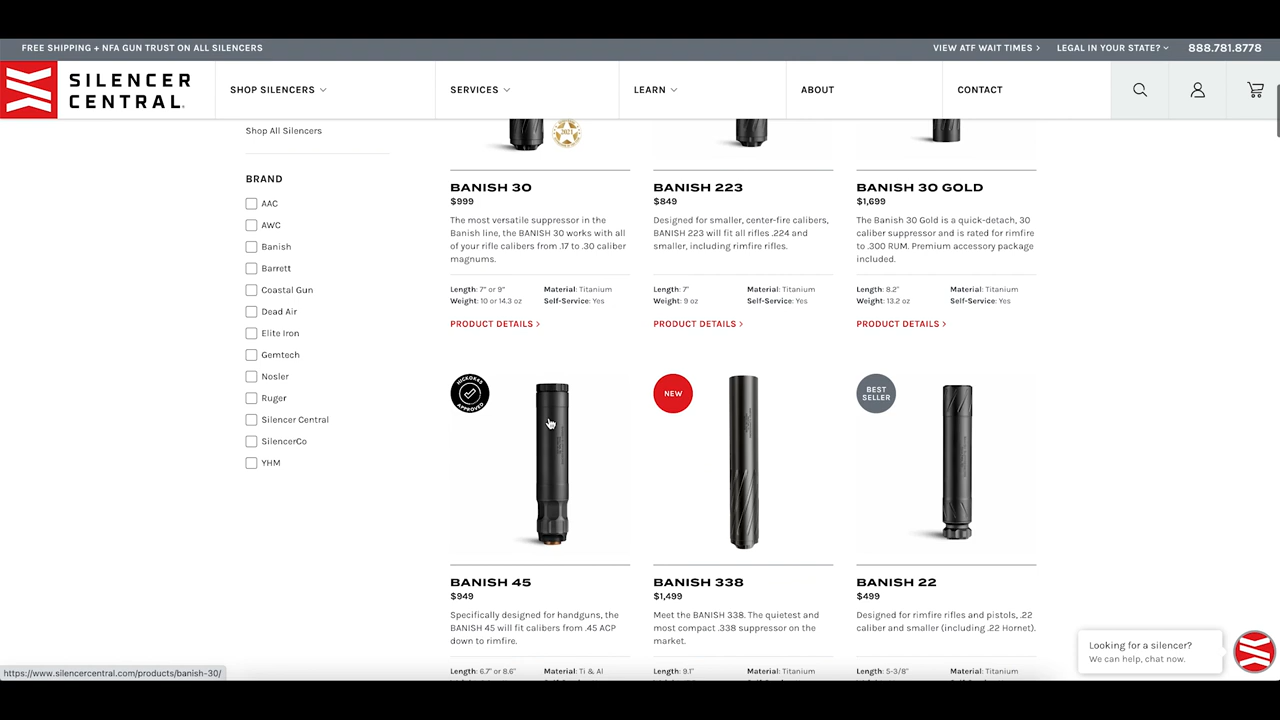 FREE SHIPPING + NFA GUN TRUST ON ALL SILENCERS
VIEW ATF WAIT TIMES >
LEGAL IN YOUR STATE?
888.781.8778
SILENCER
CENTRAL
SHOP SILENCERS
SERVICES
LEARN
ABOUT
CONTACT
Shop All Silencers
BRAND
AAC
AWC
Banish
Barrett
Coastal Gun
Dead Air
Elite Iron
Gemtech
Nosler
Ruger
Silencer Central
SilencerCo
YHM
2021
BANISH 30
$999
The most versatile suppressor in the
Banish line, the BANISH 30 works with all
of your rifle calibers from .17 to .30 caliber
magnums.
Length: 7" or 9"
Material: Titanium
Weight: 10 or 14.3 oz
Self-Service: Yes
PRODUCT DETAILS >
BANISH 223
$849
Designed for smaller, center-fire calibers,
BANISH 223 will fit all rifles .224 and
smaller, including rimfire rifles.
Length: 7"
Material: Titanium
Weight: 9 oz
Self-Service: Yes
PRODUCT DETAILS >
BANISH 30 GOLD
$1,699
The Banish 30 Gold is a quick-detach, 30
caliber suppressor and is rated for rimfire
to .300 RUM. Premium accessory package
included.
Length: 8.2"
Material: Titanium
Weight: 13.2 oz
Self-Service: Yes
PRODUCT DETAILS >
HICKOK45
APPROVED
BANISH 45
$949
Specifically designed for handguns, the
BANISH 45 will fit calibers from .45 ACP
down to rimfire.
Length: 6.7" or 8.6"
Material: Ti & Al
NEW
BANISH 338
$1,499
Meet the BANISH 338. The quietest and
most compact .338 suppressor on the
market.
Length: 9.1"
Material: Titanium
BEST
SELLER
BANISH 22
$499
Designed for rimfire rifles and pistols, .22
caliber and smaller (including .22 Hornet).
Length: 5-3/8"
Material: Titanium
Looking for a silencer?
We can help, chat now.
https://www.silencercentral.com/products/banish-30/